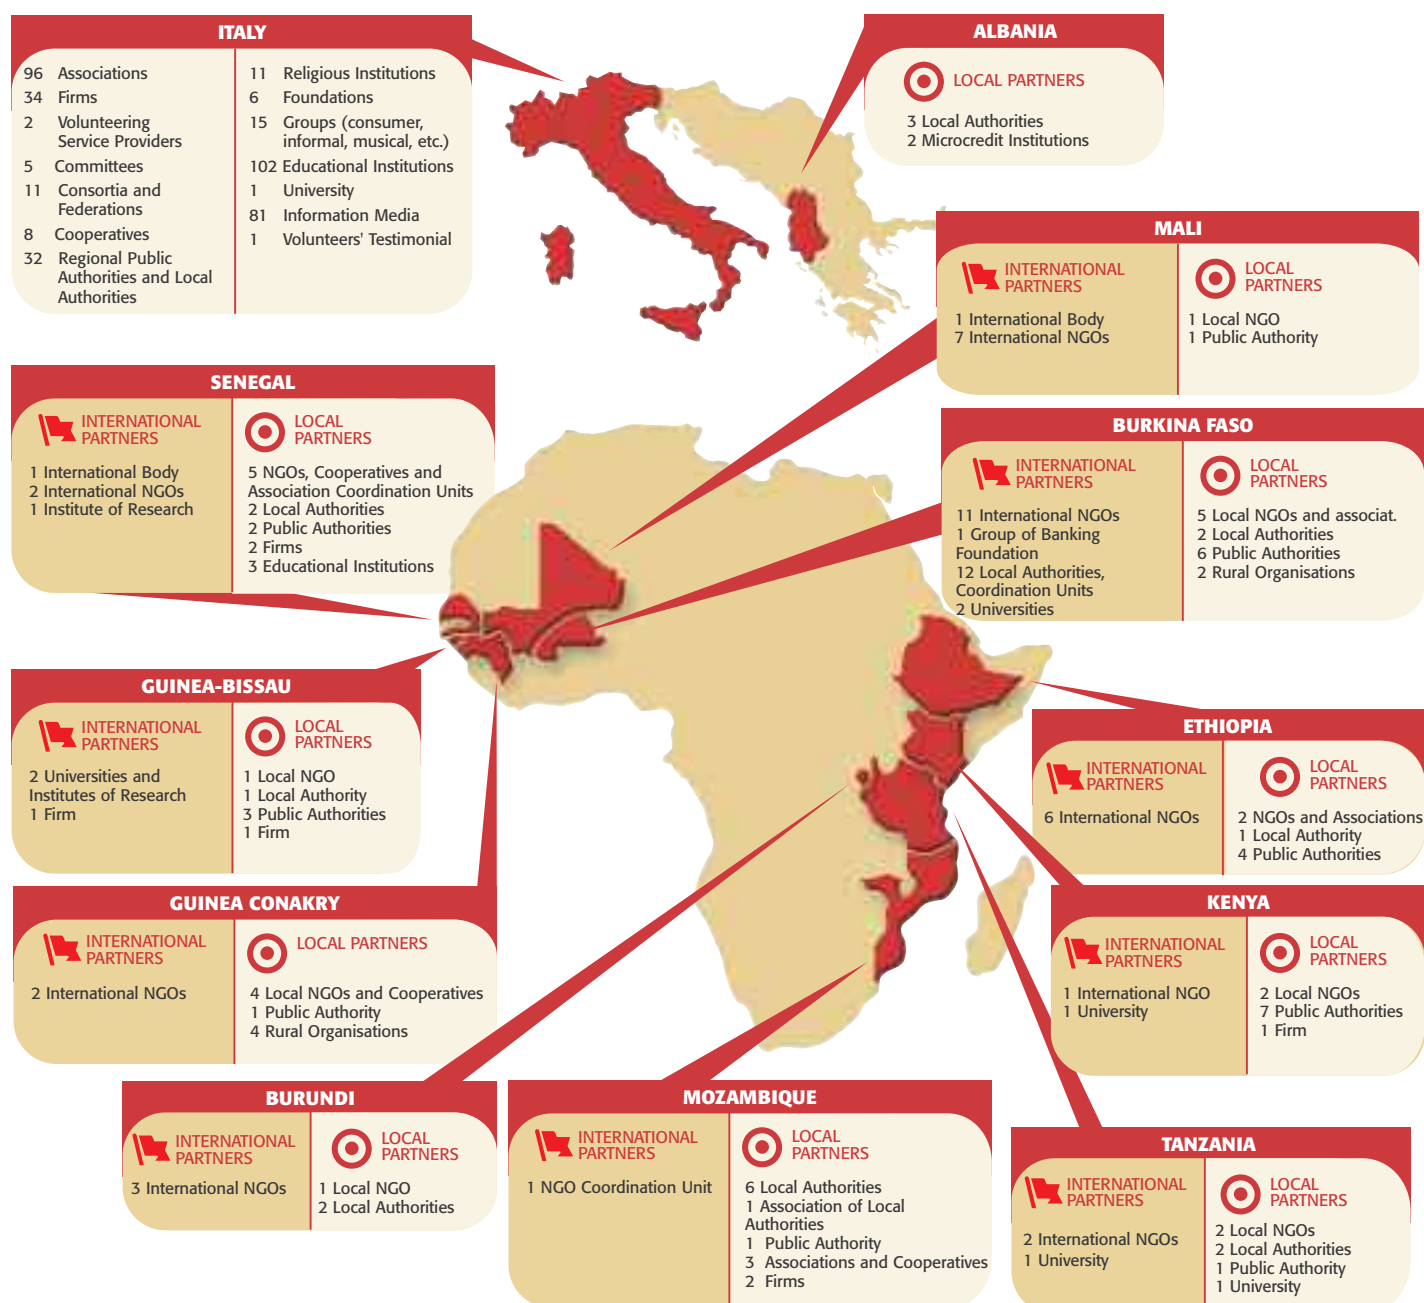 ITALY
96 Associations
34 Firms
2 Volunteering
Service Providers
5 Committees
11 Consortia and
Federations
8 Cooperatives
32 Regional Public
Authorities and Local
Authorities
11 Religious Institutions
6 Foundations
15 Groups (consumer,
informal, musical, etc.)
102 Educational Institutions
1 University
81 Information Media
1 Volunteers' Testimonial
ALBANIA
LOCAL PARTNERS
3 Local Authorities
2 Microcredit Institutions
MALI
INTERNATIONAL
PARTNERS
1 International Body
7 International NGOs
LOCAL
PARTNERS
1 Local NGO
1 Public Authority
SENEGAL
INTERNATIONAL
PARTNERS
1 International Body
2 International NGOs
1 Institute of Research
LOCAL
PARTNERS
5 NGOs, Cooperatives and
Association Coordination Units
2 Local Authorities
2 Public Authorities
2 Firms
3 Educational Institutions
BURKINA FASO
INTERNATIONAL
PARTNERS
11 International NGOs
1 Group of Banking
Foundation
12 Local Authorities,
Coordination Units
2 Universities
LOCAL
PARTNERS
5 Local NGOs and associat.
2 Local Authorities
6 Public Authorities
2 Rural Organisations
GUINEA-BISSAU
INTERNATIONAL
PARTNERS
2 Universities and
Institutes of Research
1 Firm
LOCAL
PARTNERS
1 Local NGO
1 Local Authority
3 Public Authorities
1 Firm
ETHIOPIA
INTERNATIONAL
PARTNERS
6 International NGOs
LOCAL
PARTNERS
2 NGOs and Associations
1 Local Authority
4 Public Authorities
GUINEA CONAKRY
INTERNATIONAL
PARTNERS
2 International NGOs
LOCAL PARTNERS
4 Local NGOs and Cooperatives
1 Public Authority
4 Rural Organisations
KENYA
INTERNATIONAL
PARTNERS
1 International NGO
1 University
LOCAL
PARTNERS
2 Local NGOs
7 Public Authorities
1 Firm
BURUNDI
INTERNATIONAL
PARTNERS
3 International NGOs
LOCAL
PARTNERS
1 Local NGO
2 Local Authorities
MOZAMBIQUE
INTERNATIONAL
PARTNERS
1 NGO Coordination Unit
LOCAL
PARTNERS
6 Local Authorities
1 Association of Local
Authorities
1 Public Authority
3 Associations and Cooperatives
2 Firms
TANZANIA
INTERNATIONAL
PARTNERS
2 International NGOs
1 University
LOCAL
PARTNERS
2 Local NGOs
2 Local Authorities
1 Public Authority
1 University